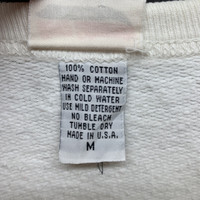 100% COTTON
HAND OR MACHINE
WASH SEPARATELY
IN COLD WATER
USE MILD DETERGENT
NO BLEACH
TUMBLE DRY
MADE IN U.S.A.
M